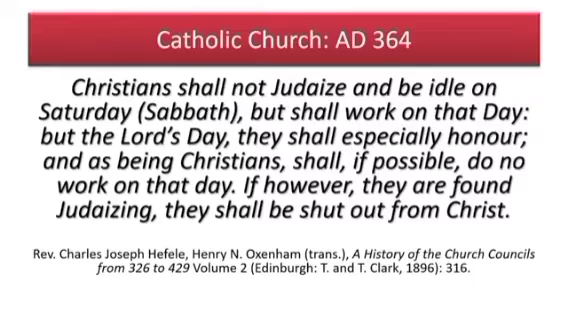 Catholic Church: AD 364
Christians shall not Judaize and be idle on
Saturday (Sabbath), but shall work on that Day:
but the Lord's Day, they shall especially honour;
and as being Christians, shall, if possible, do no
work on that day. If however, they are found
Judaizing, they shall be shut out from Christ.
Rev. Charles Joseph Hefele, Henry N. Oxenham (trans.), A History of the Church Councils
from 326 to 429 Volume 2 (Edinburgh: T. and T. Clark, 1896): 316.